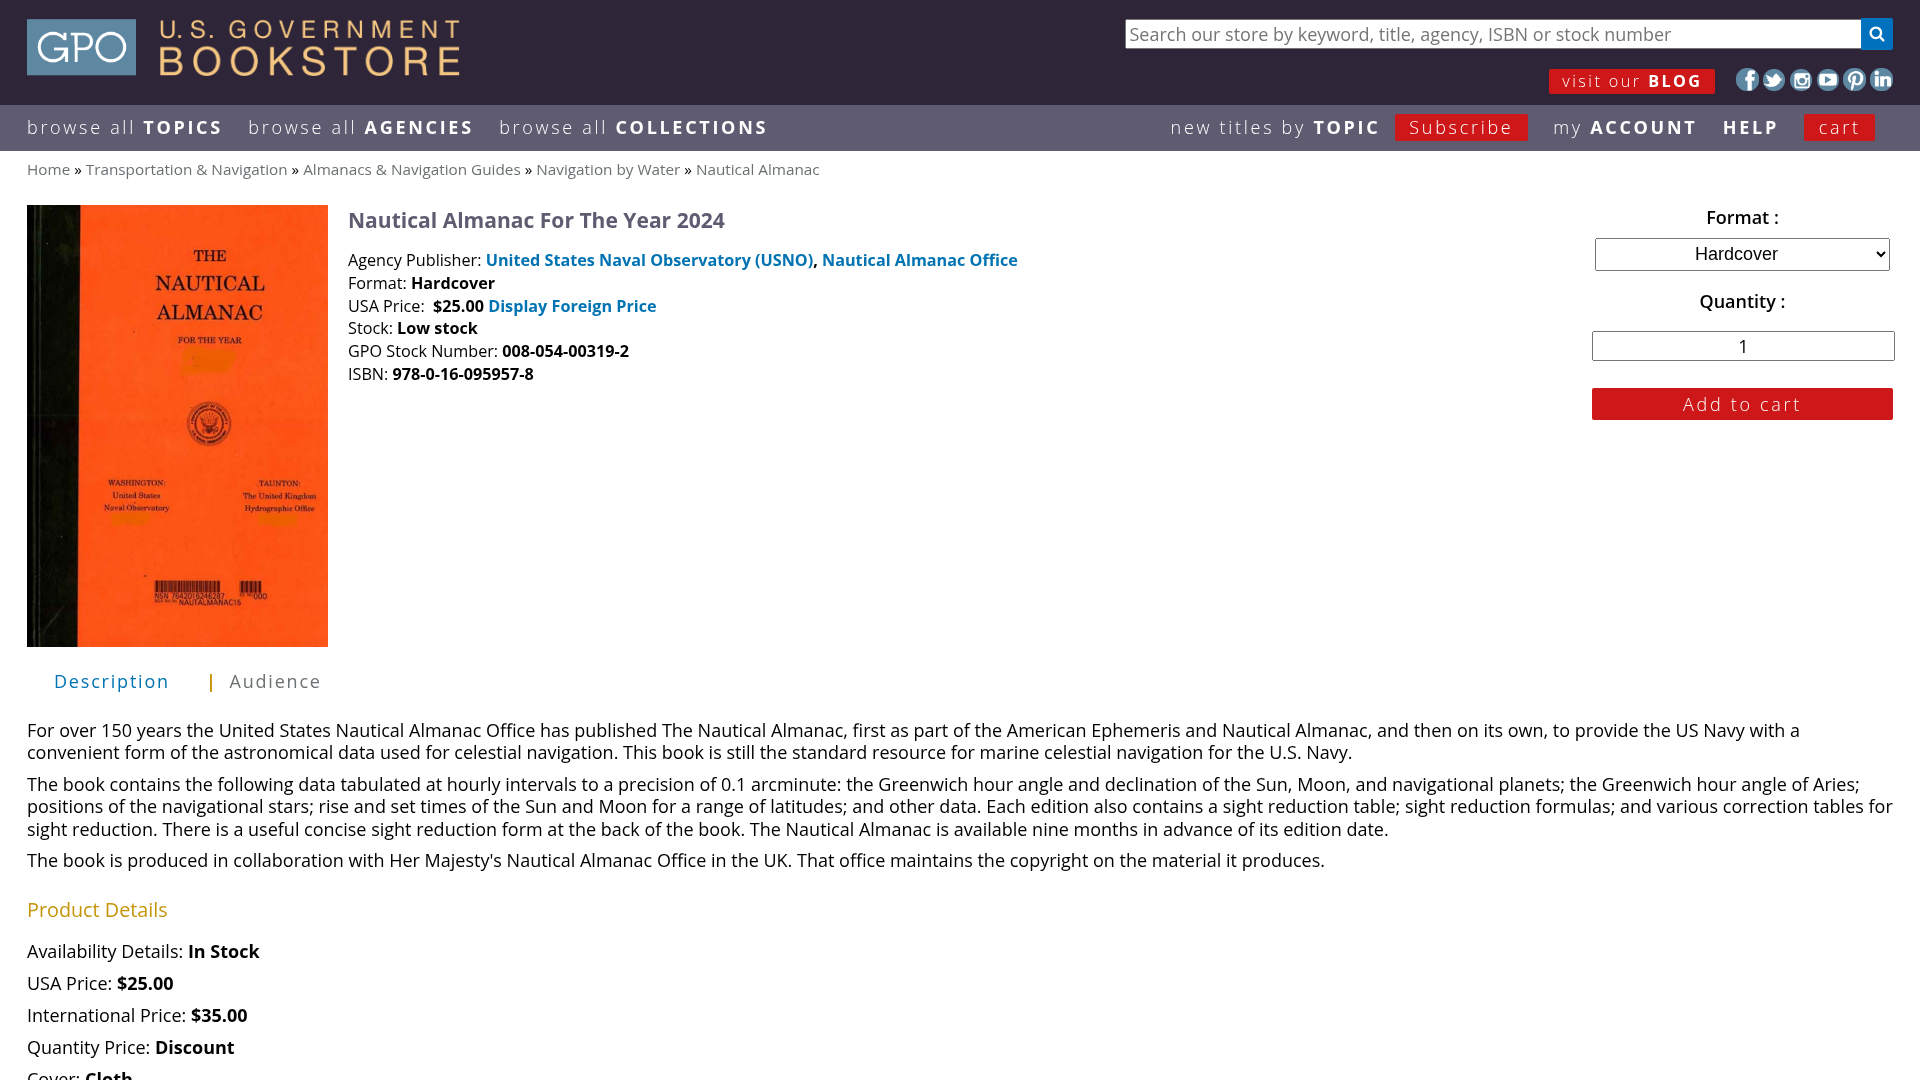 GPO U.S. GOVERNMENT
BOOKSTORE
Search our store by keyword, title, agency, ISBN or stock number
visit our BLOG
browse all TOPICS browse all AGENCIES browse all COLLECTIONS new titles by TOPIC Subscribe my ACCOUNT HELP cart
Home » Transportation & Navigation » Almanacs & Navigation Guides » Navigation by Water » Nautical Almanac
THE
NAUTICAL
ALMANAC
FOR THE YEAR
WASHINGTON:
United States
Naval Observatory
TAUNTON:
The United Kingdom
Hydrographic Office
NAUTALMANAC15
Nautical Almanac For The Year 2024
Agency Publisher: United States Naval Observatory (USNO), Nautical Almanac Office
Format: Hardcover
USA Price: $25.00 Display Foreign Price
Stock: Low stock
GPO Stock Number: 008-054-00319-2
ISBN: 978-0-16-095957-8
Format :
Hardcover
Quantity :
1
Add to cart
Description | Audience
For over 150 years the United States Nautical Almanac Office has published The Nautical Almanac, first as part of the American Ephemeris and Nautical Almanac, and then on its own, to provide the US Navy with a
convenient form of the astronomical data used for celestial navigation. This book is still the standard resource for marine celestial navigation for the U.S. Navy.
The book contains the following data tabulated at hourly intervals to a precision of 0.1 arcminute: the Greenwich hour angle and declination of the Sun, Moon, and navigational planets; the Greenwich hour angle of Aries;
positions of the navigational stars; rise and set times of the Sun and Moon for a range of latitudes; and other data. Each edition also contains a sight reduction table; sight reduction formulas; and various correction tables for
sight reduction. There is a useful concise sight reduction form at the back of the book. The Nautical Almanac is available nine months in advance of its edition date.
The book is produced in collaboration with Her Majesty's Nautical Almanac Office in the UK. That office maintains the copyright on the material it produces.
Product Details
Availability Details: In Stock
USA Price: $25.00
International Price: $35.00
Quantity Price: Discount
Cover: Cloth